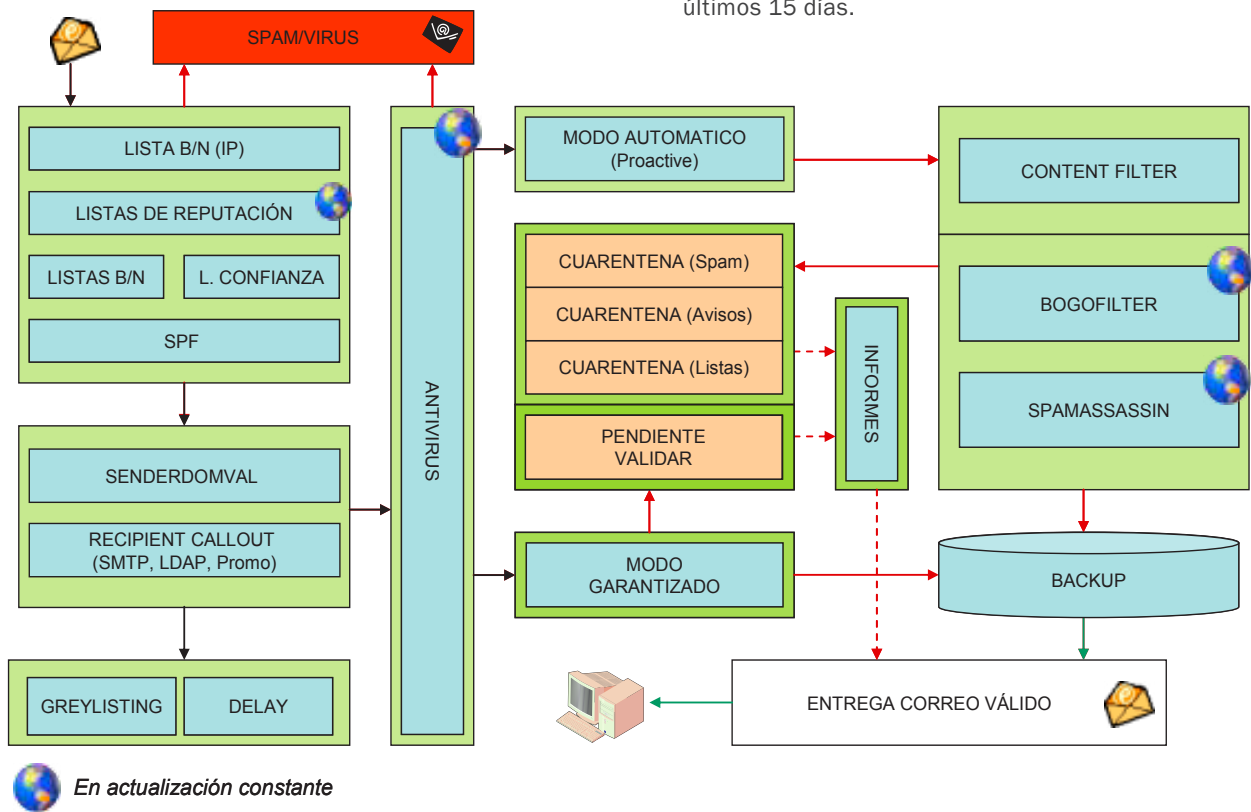 últimos 15 días.
SPAM/VIRUS
LISTA B/N (IP)
LISTAS DE REPUTACIÓN
LISTAS B/N
L. CONFIANZA
SPF
SENDERDOMVAL
RECIPIENT CALLOUT
(SMTP, LDAP, Promo)
GREYLISTING
DELAY
ANTIVIRUS
MODO AUTOMATICO
(Proactive)
CUARENTENA (Spam)
CUARENTENA (Avisos)
CUARENTENA (Listas)
PENDIENTE
VALIDAR
INFORMES
MODO
GARANTIZADO
CONTENT FILTER
BOGOFILTER
SPAMASSASSIN
BACKUP
ENTREGA CORREO VÁLIDO
En actualización constante